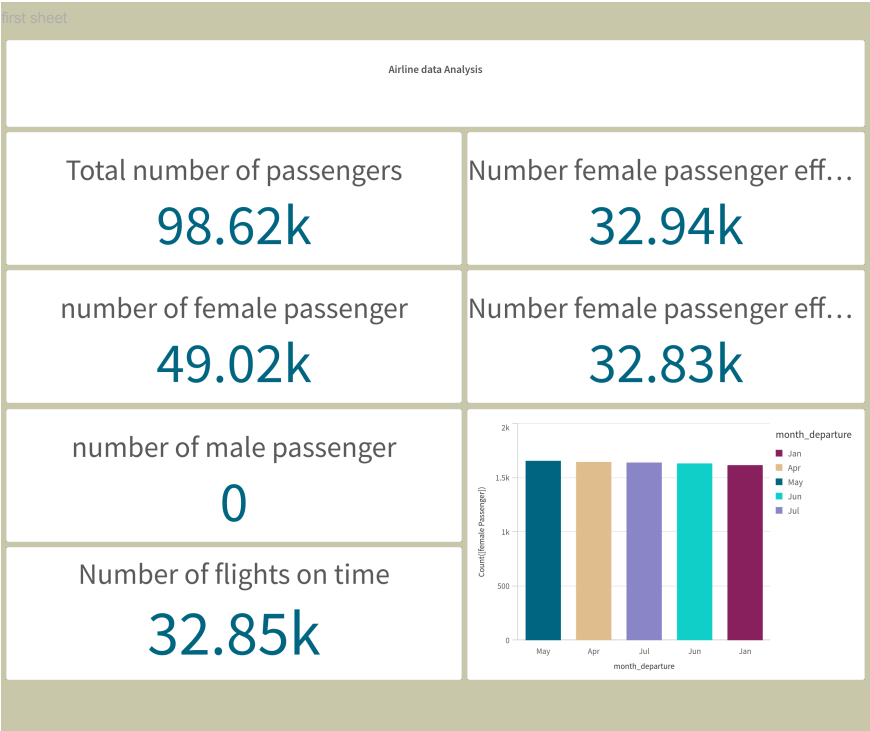 first sheet
Airline data Analysis
Total number of passengers
98.62k
Number female passenger eff…
32.94k
number of female passenger
49.02k
Number female passenger eff…
32.83k
number of male passenger
0
Number of flights on time
32.85k
2k
1.5k
1k
500
0
Count([female Passenger])
May
Apr
Jul
Jun
Jan
month_departure
month_departure
Jan
Apr
May
Jun
Jul